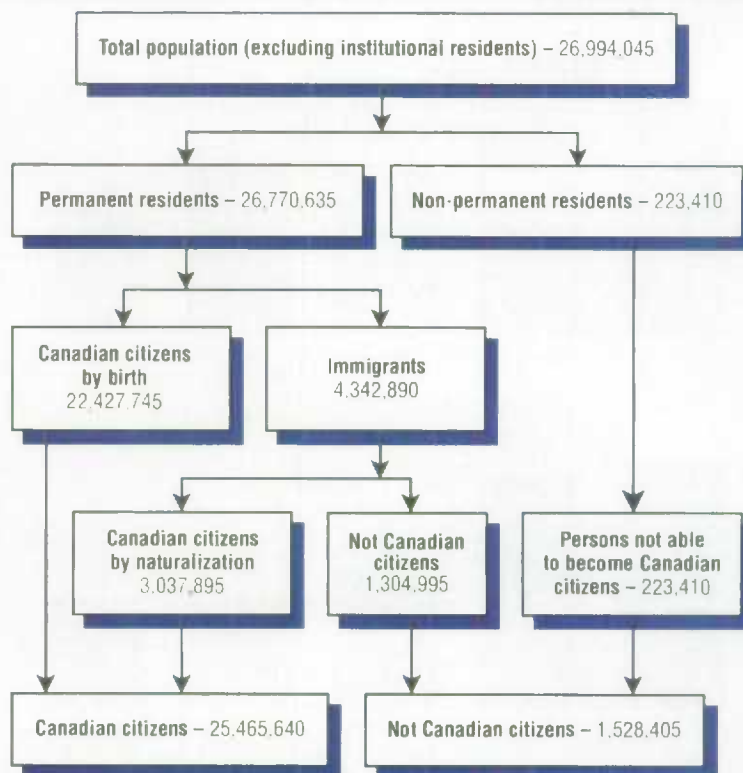 Total population (excluding institutional residents) – 26,994,045
Permanent residents – 26,770,635
Non-permanent residents – 223,410
Canadian citizens
by birth
22,427,745
Immigrants
4,342,890
Canadian citizens
by naturalization
3,037,895
Not Canadian
citizens
1,304,995
Persons not able
to become Canadian
citizens – 223,410
Canadian citizens – 25,465,640
Not Canadian citizens – 1,528,405